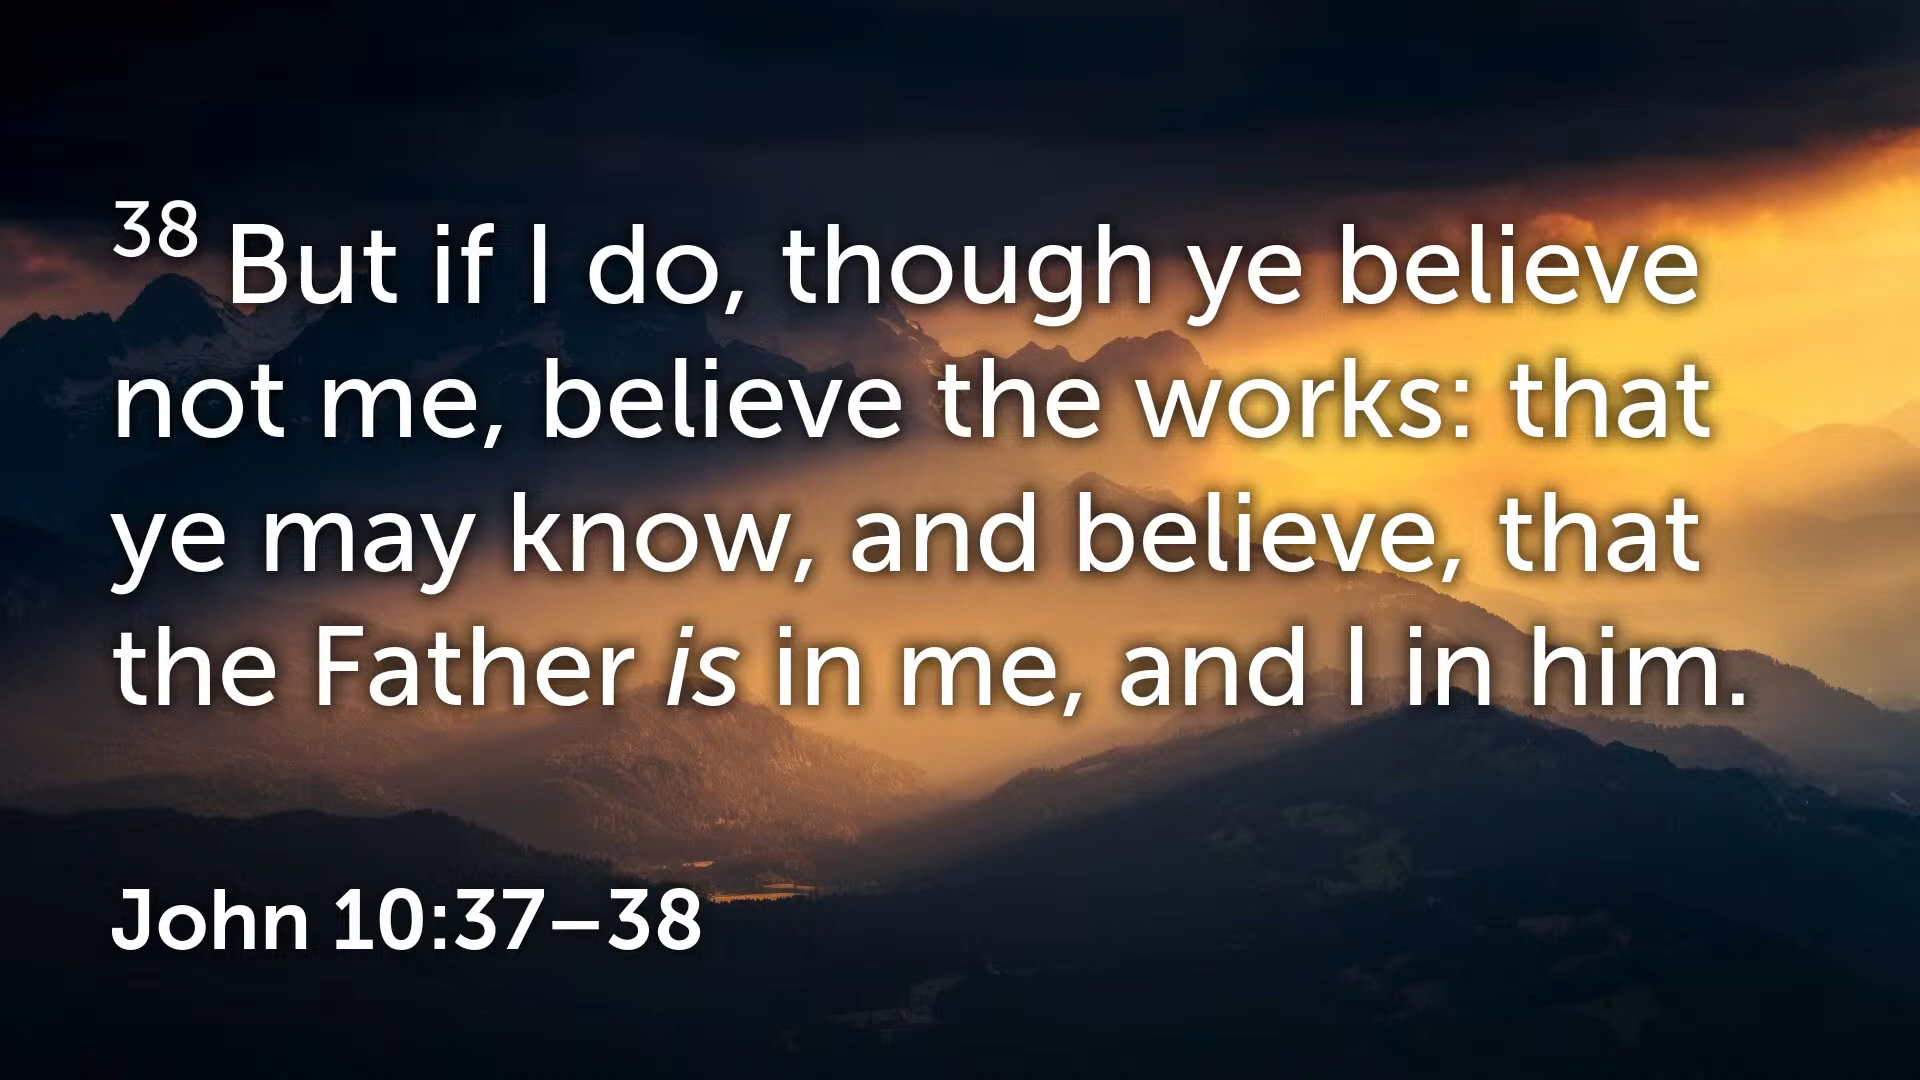 38 But if I do, though ye believe
not me, believe the works: that
ye may know, and believe, that
the Father is in me, and I in him.
John 10:37–38